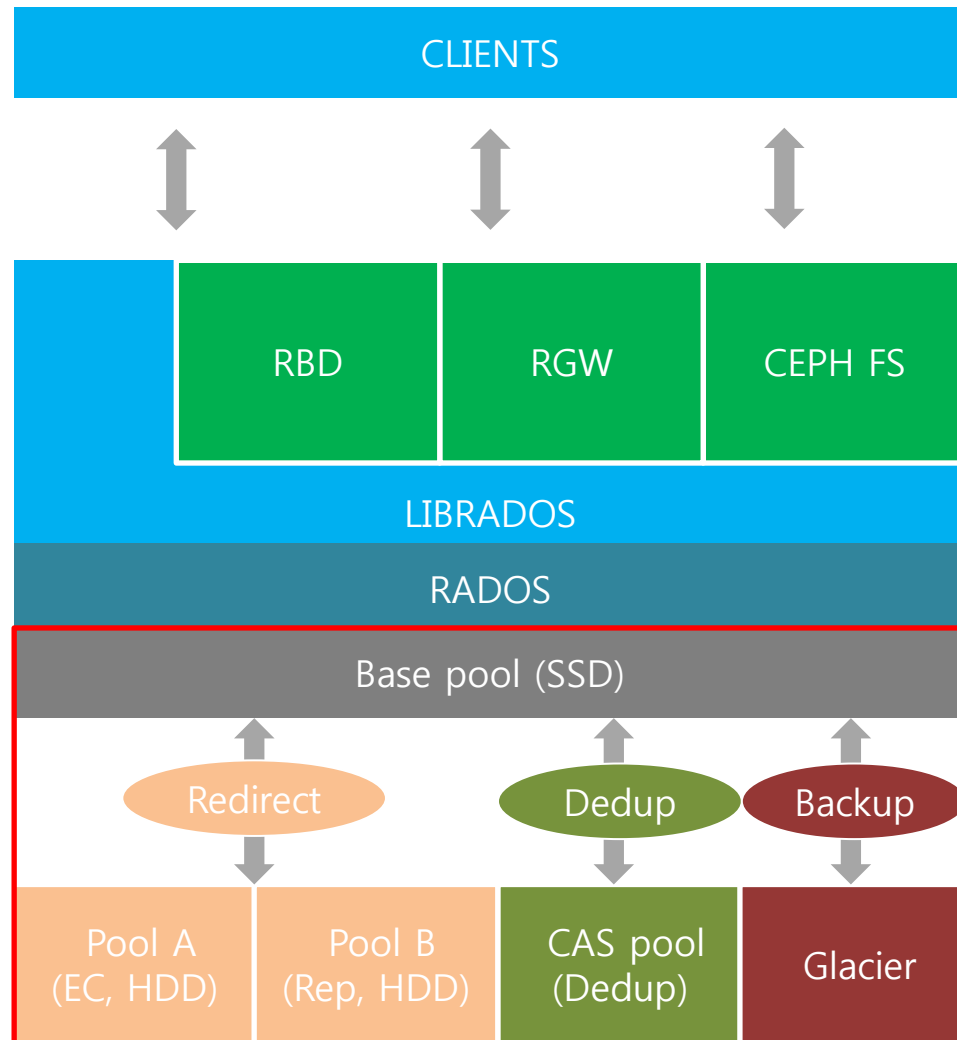 CLIENTS
RBD
RGW
CEPH FS
LIBRADOS
RADOS
Base pool (SSD)
Redirect
Dedup
Backup
Pool A
(EC, HDD)
Pool B
(Rep, HDD)
CAS pool
(Dedup)
Glacier